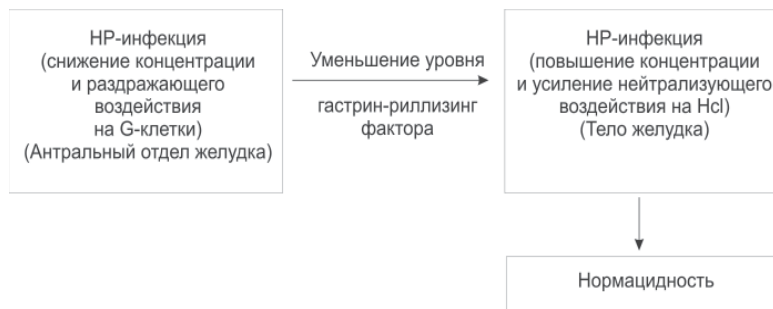 НР-инфекция
(снижение концентрации
и раздражающего
воздействия
на G-клетки)
(Антральный отдел желудка)
Уменьшение уровня
гастрин-риллизинг
фактора
НР-инфекция
(повышение концентрации
и усиление нейтрализующего
воздействия на Hcl)
(Тело желудка)
Нормацидность